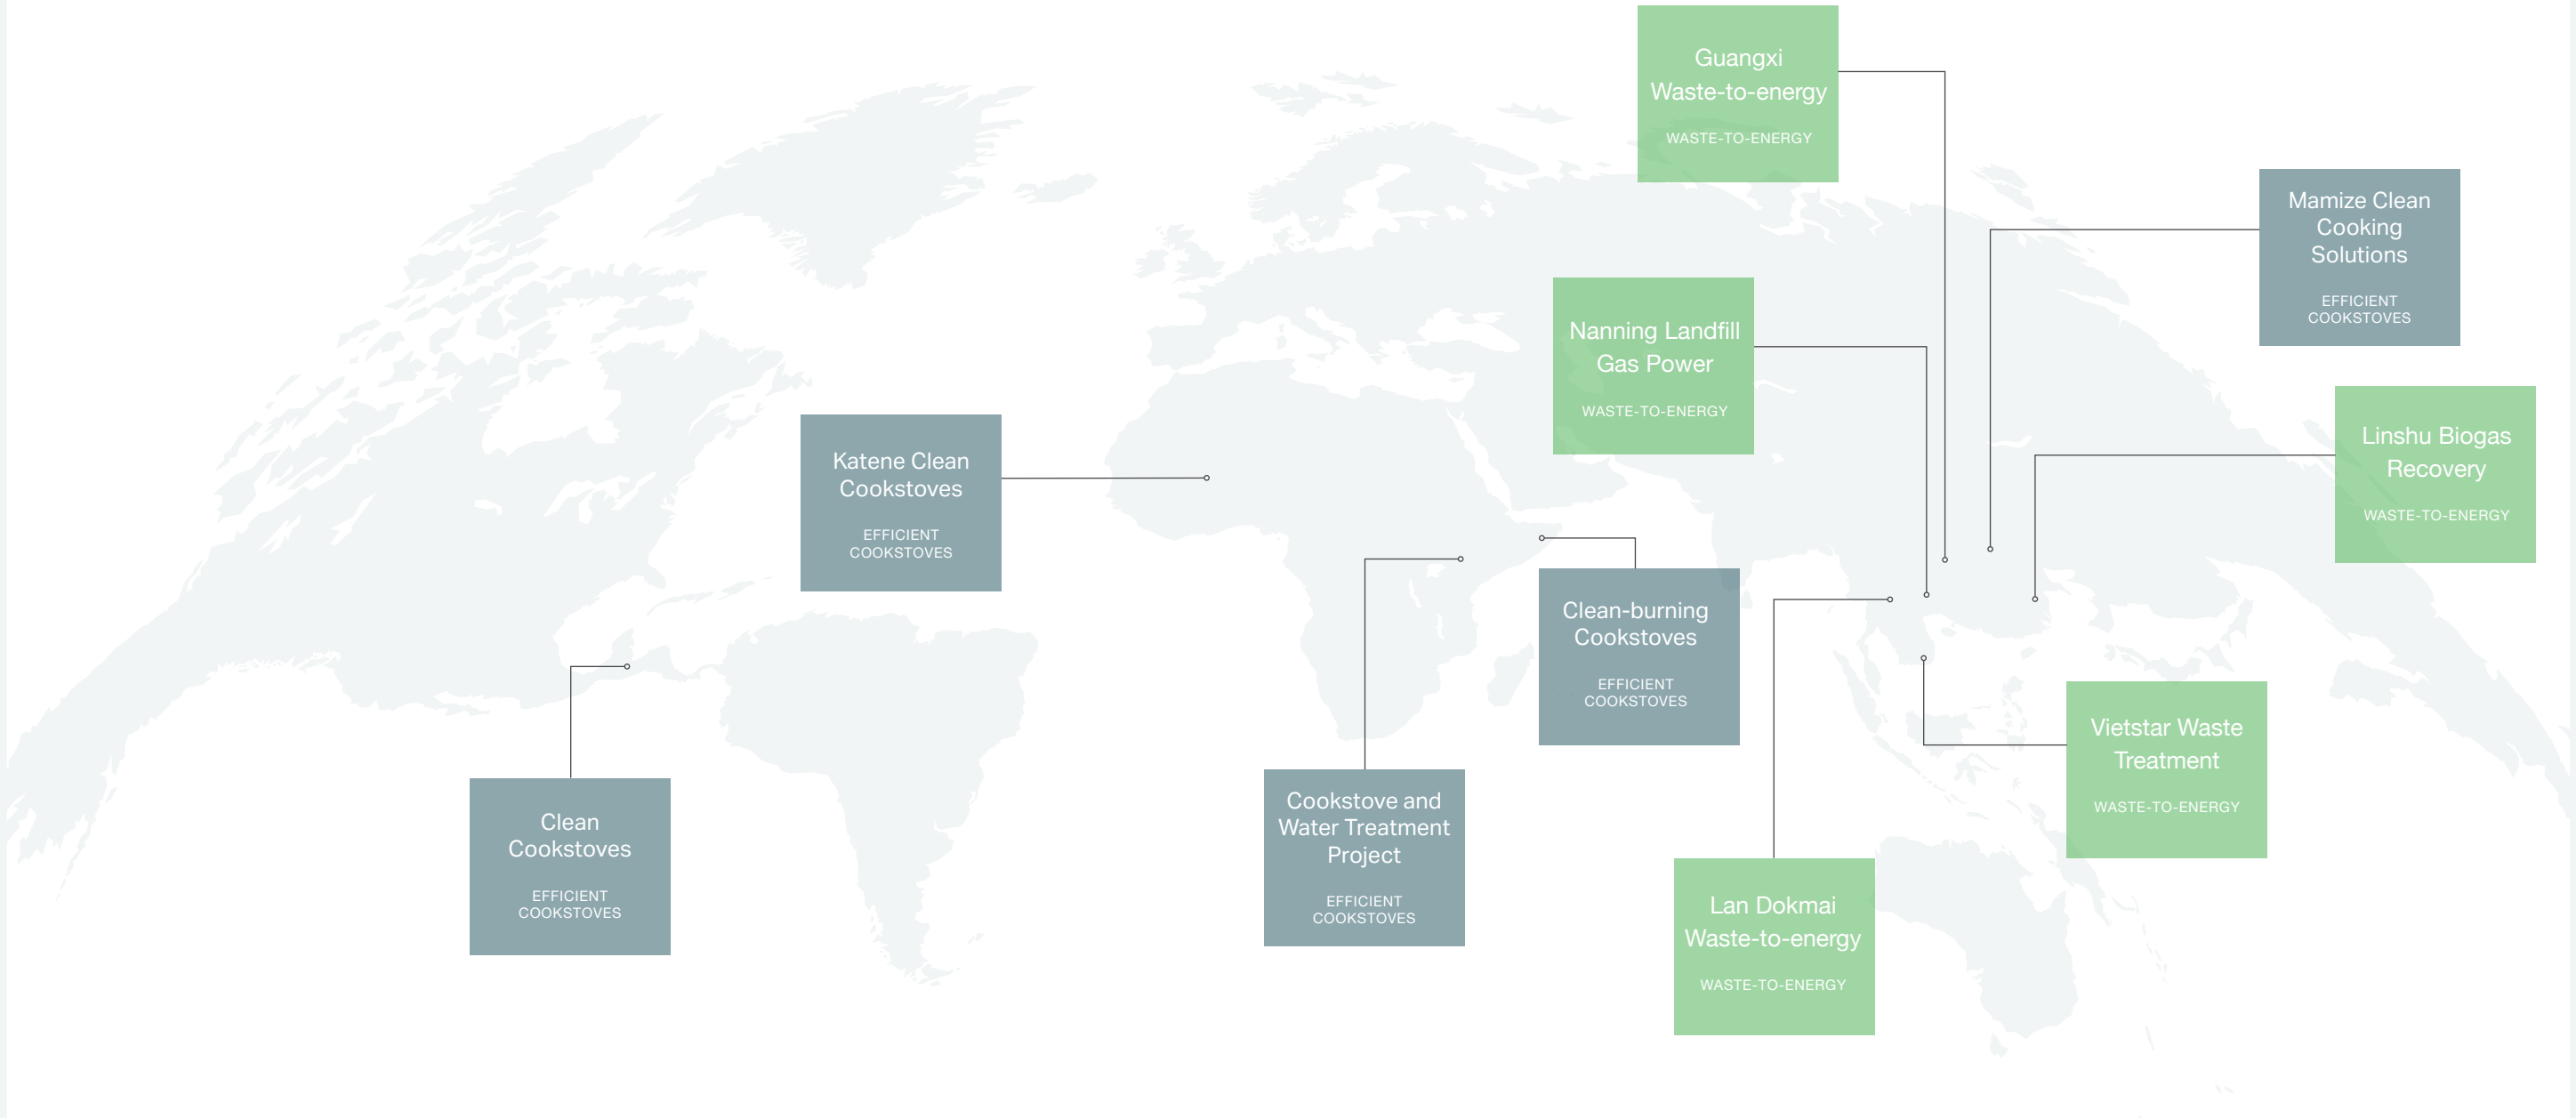 Guangxi
Waste-to-energy
WASTE-TO-ENERGY
Mamize Clean
Cooking
Solutions
EFFICIENT
COOKSTOVES
Nanning Landfill
Gas Power
WASTE-TO-ENERGY
Linshu Biogas
Recovery
WASTE-TO-ENERGY
Katene Clean
Cookstoves
EFFICIENT
COOKSTOVES
Clean-burning
Cookstoves
EFFICIENT
COOKSTOVES
Vietstar Waste
Treatment
WASTE-TO-ENERGY
Clean
Cookstoves
EFFICIENT
COOKSTOVES
Cookstove and
Water Treatment
Project
EFFICIENT
COOKSTOVES
Lan Dokmai
Waste-to-energy
WASTE-TO-ENERGY